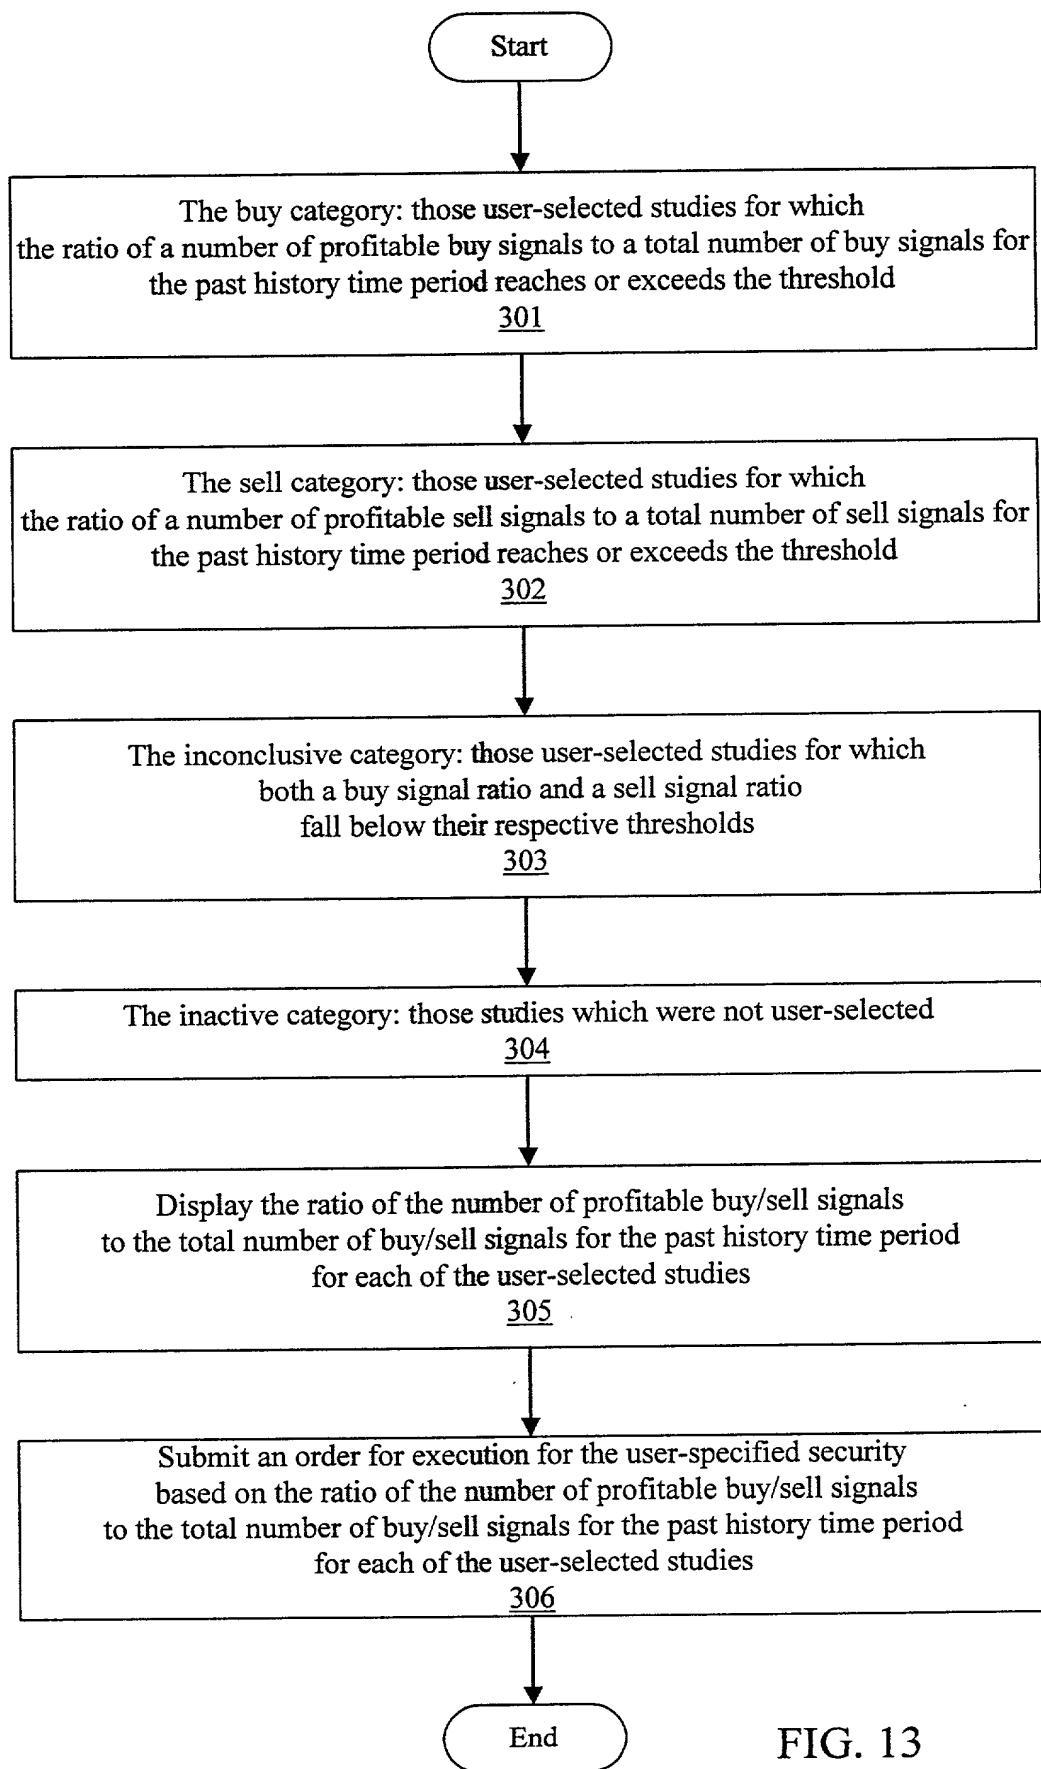 Start
The buy category: those user-selected studies for which
the ratio of a number of profitable buy signals to a total number of buy signals for
the past history time period reaches or exceeds the threshold
301
The sell category: those user-selected studies for which
the ratio of a number of profitable sell signals to a total number of sell signals for
the past history time period reaches or exceeds the threshold
302
The inconclusive category: those user-selected studies for which
both a buy signal ratio and a sell signal ratio
fall below their respective thresholds
303
The inactive category: those studies which were not user-selected
304
Display the ratio of the number of profitable buy/sell signals
to the total number of buy/sell signals for the past history time period
for each of the user-selected studies
305
Submit an order for execution for the user-specified security
based on the ratio of the number of profitable buy/sell signals
to the total number of buy/sell signals for the past history time period
for each of the user-selected studies
306
End
FIG. 13